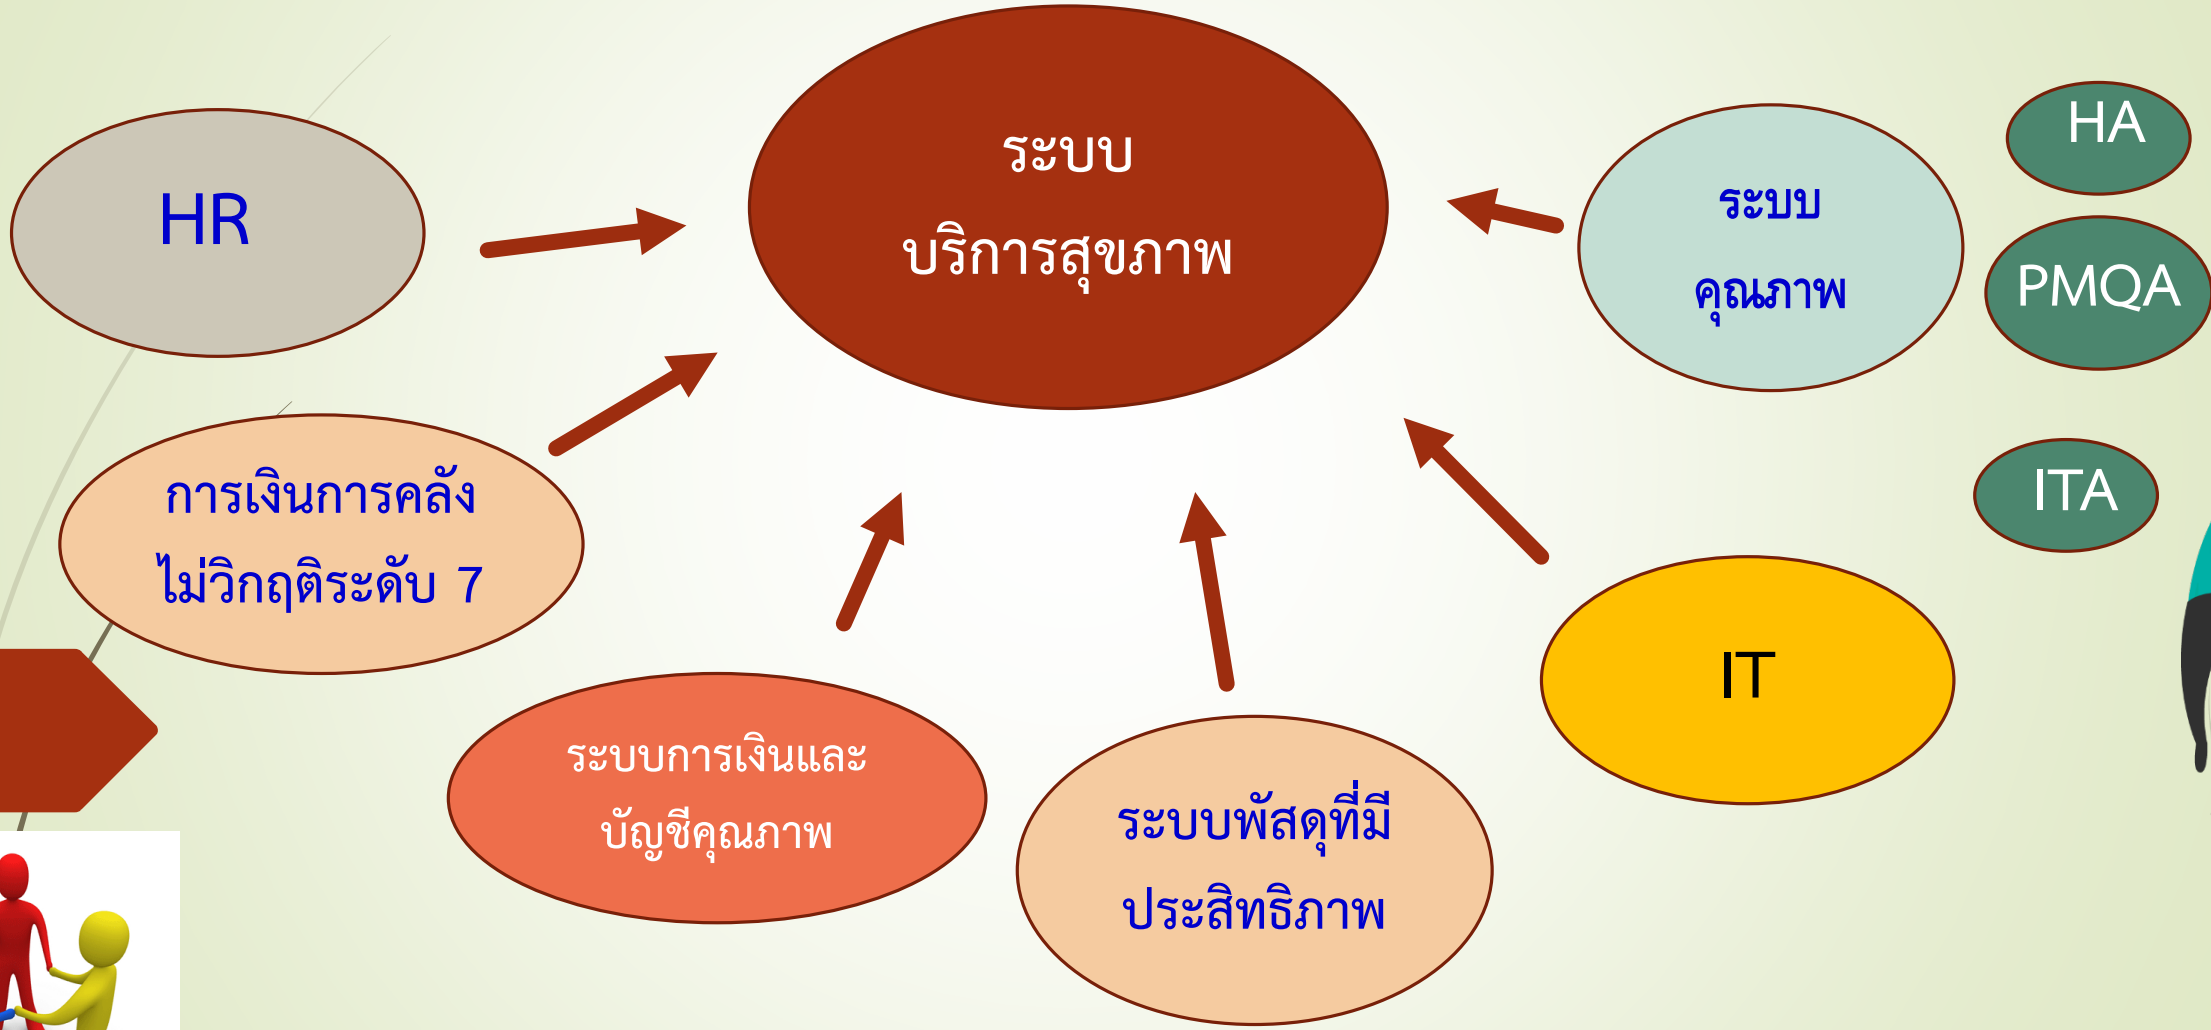 ระบบ
บริการสุขภาพ
HR
ระบบ
คุณภาพ
HA
PMQA
ITA
การเงินการคลัง
ไม่วิกฤติระดับ 7
ระบบการเงินและ
บัญชีคุณภาพ
ระบบพัสดุที่มี
ประสิทธิภาพ
IT